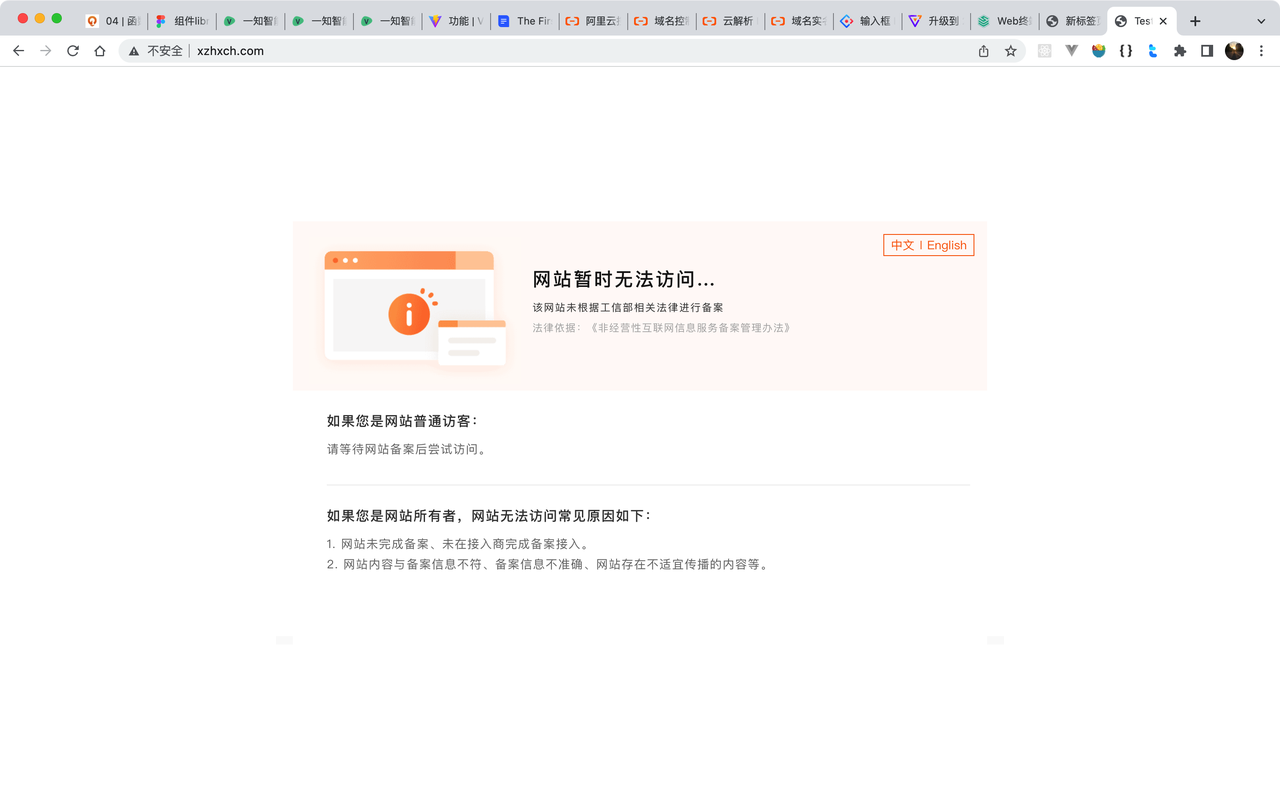 04 | 函
组件libr
一知智能
一知智能
一知智能
功能 | V
The Fir
阿里云
域名控
云解析
域名实
输入框
升级到
Web终
新标签页
Test
不安全
xzhxch.com
中文 | English
网站暂时无法访问...
该网站未根据工信部相关法律进行备案
法律依据：《非经营性互联网信息服务备案管理办法》
如果您是网站普通访客：
请等待网站备案后尝试访问。
如果您是网站所有者，网站无法访问常见原因如下：
1. 网站未完成备案、未在接入商完成备案接入。
2. 网站内容与备案信息不符、备案信息不准确、网站存在不适宜传播的内容等。